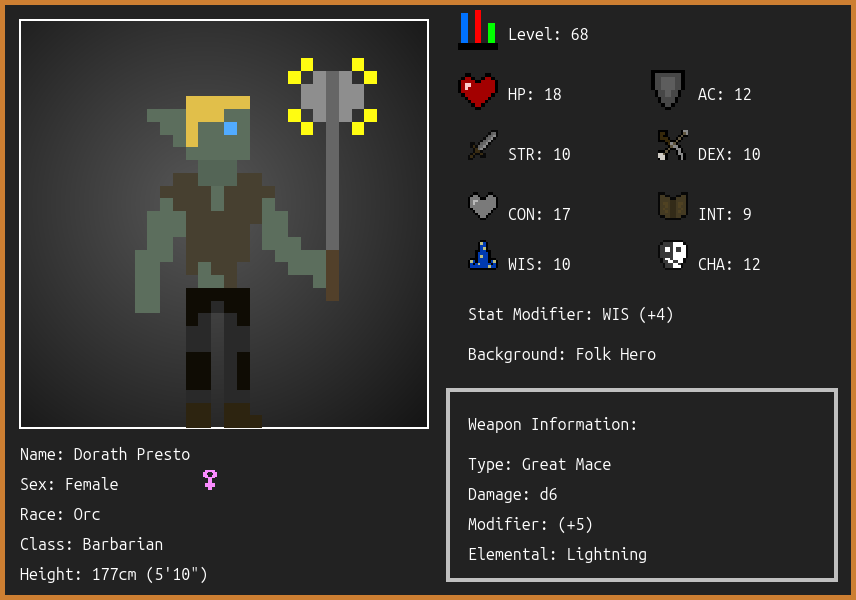 Level: 68
HP: 18
AC: 12
STR: 10
DEX: 10
CON: 17
INT: 9
WIS: 10
CHA: 12
Stat Modifier: WIS (+4)
Background: Folk Hero
Weapon Information:
Type: Great Mace
Damage: d6
Modifier: (+5)
Elemental: Lightning
Name: Dorath Presto
Sex: Female
Race: Orc
Class: Barbarian
Height: 177cm (5'10")